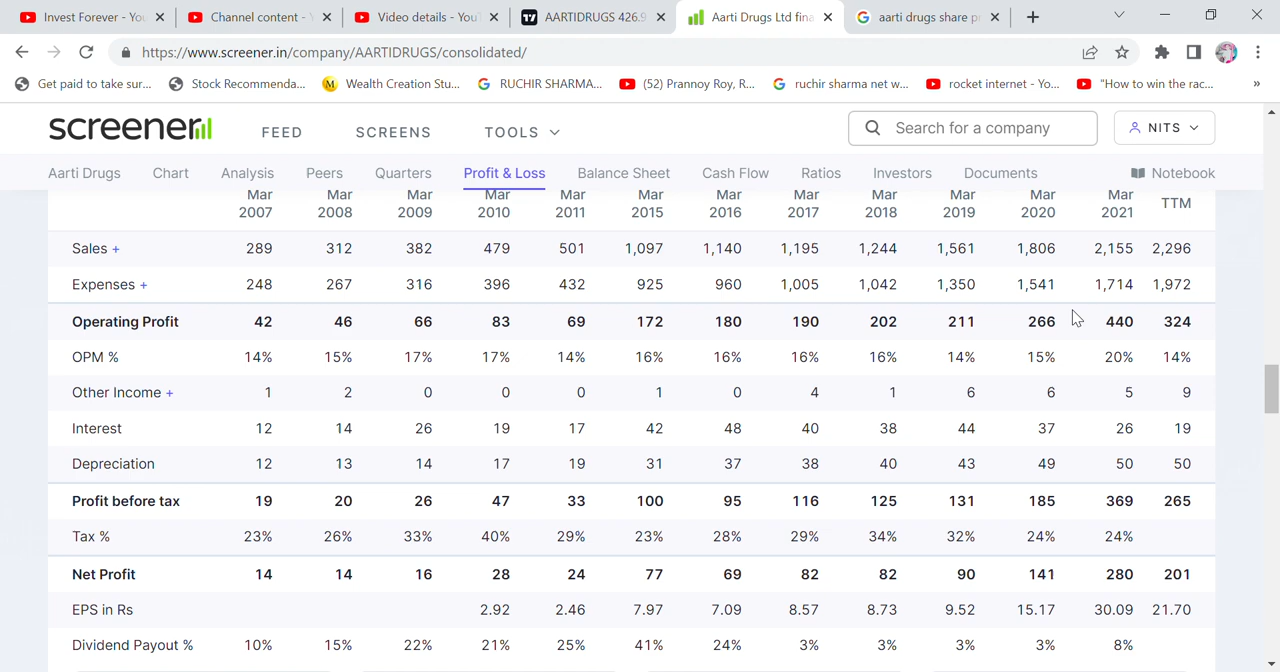 Invest Forever - You
Channel content -
Video details - YouT
AARTIDRUGS 426.9
Aarti Drugs Ltd fina
aarti drugs share p
https://www.screener.in/company/AARTIDRUGS/consolidated/
Get paid to take sur... Stock Recommenda... M Wealth Creation Stu... RUCHIR SHARMA... (52) Prannoy Roy, R... ruchir sharma net w... rocket internet - Yo... "How to win the rac... »
screener FEED SCREENS TOOLS Search for a company NITS
Aarti Drugs Chart Analysis Peers Quarters Profit & Loss Balance Sheet Cash Flow Ratios Investors Documents Notebook
Mar Mar Mar Mar Mar Mar Mar Mar Mar Mar Mar Mar TTM
2007 2008 2009 2010 2011 2015 2016 2017 2018 2019 2020 2021
Sales + 289 312 382 479 501 1,097 1,140 1,195 1,244 1,561 1,806 2,155 2,296
Expenses + 248 267 316 396 432 925 960 1,005 1,042 1,350 1,541 1,714 1,972
Operating Profit 42 46 66 83 69 172 180 190 202 211 266 440 324
OPM % 14% 15% 17% 17% 14% 16% 16% 16% 16% 14% 15% 20% 14%
Other Income + 1 2 0 0 0 1 0 4 1 6 6 5 9
Interest 12 14 26 19 17 42 48 40 38 44 37 26 19
Depreciation 12 13 14 17 19 31 37 38 40 43 49 50 50
Profit before tax 19 20 26 47 33 100 95 116 125 131 185 369 265
Tax % 23% 26% 33% 40% 29% 23% 28% 29% 34% 32% 24% 24%
Net Profit 14 14 16 28 24 77 69 82 82 90 141 280 201
EPS in Rs 2.92 2.46 7.97 7.09 8.57 8.73 9.52 15.17 30.09 21.70
Dividend Payout % 10% 15% 22% 21% 25% 41% 24% 3% 3% 3% 3% 8%